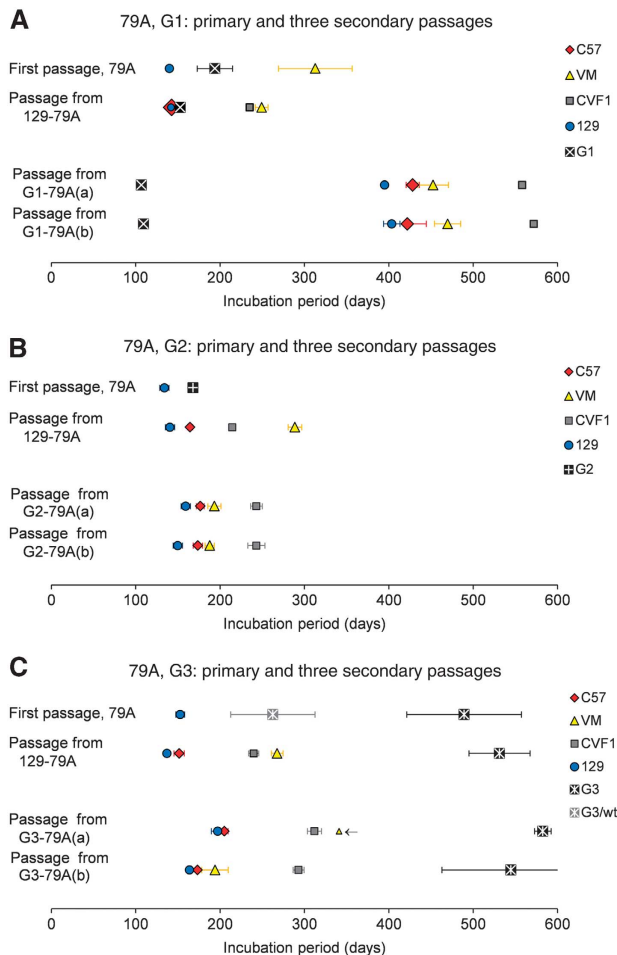 A
79A, G1: primary and three secondary passages
First passage, 79A
Passage from
129-79A
Passage from
G1-79A(a)
Passage from
G1-79A(b)
C57
VM
CVF1
129
G1
0 100 200 300 400 500 600
Incubation period (days)
B
79A, G2: primary and three secondary passages
First passage, 79A
Passage from
129-79A
Passage from
G2-79A(a)
Passage from
G2-79A(b)
C57
VM
CVF1
129
G2
0 100 200 300 400 500 600
Incubation period (days)
C
79A, G3: primary and three secondary passages
First passage, 79A
Passage from
129-79A
Passage from
G3-79A(a)
Passage from
G3-79A(b)
C57
VM
CVF1
129
G3
G3/wt
0 100 200 300 400 500 600
Incubation period (days)